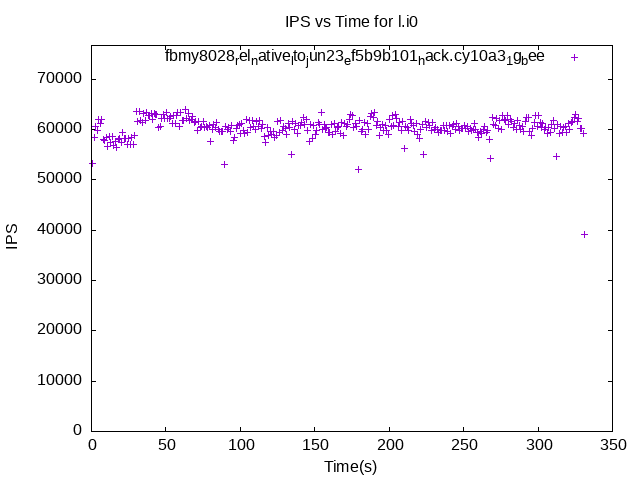 IPS vs Time for l.i0
fbmy8028relnativeltojun23ef5b9b101hack.cy10a31gbee
70000
60000
50000
40000
30000
20000
10000
0
IPS
0 50 100 150 200 250 300 350
Time(s)